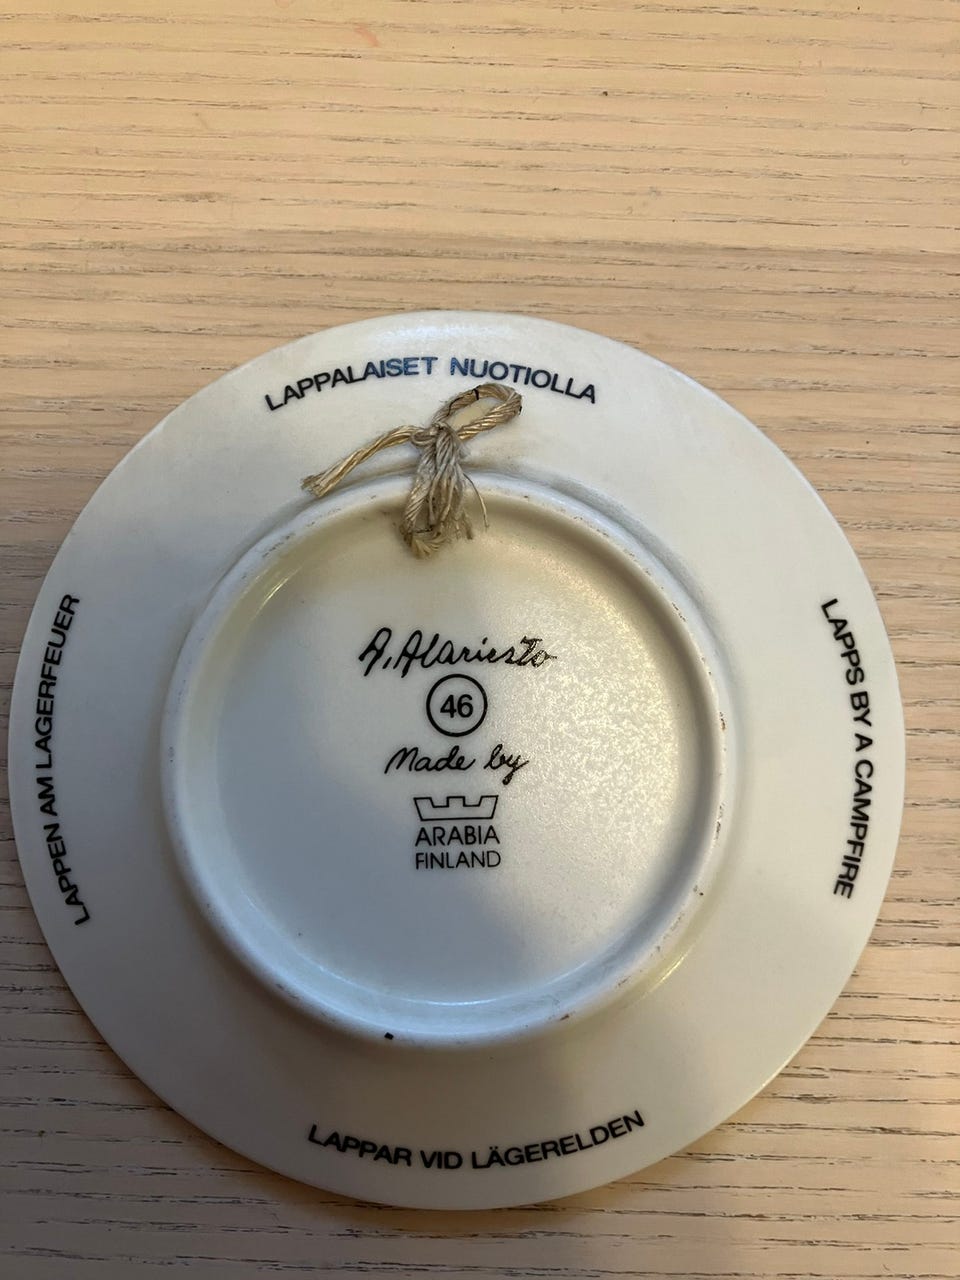 LAPPALAISET NUOTIOLLA
LAPPEN AM LAGERFEUER
LAPPS BY A CAMPFIRE
A. Alariesto
46
Made by
ARABIA
FINLAND
LAPPAR VID LÄGERELDEN